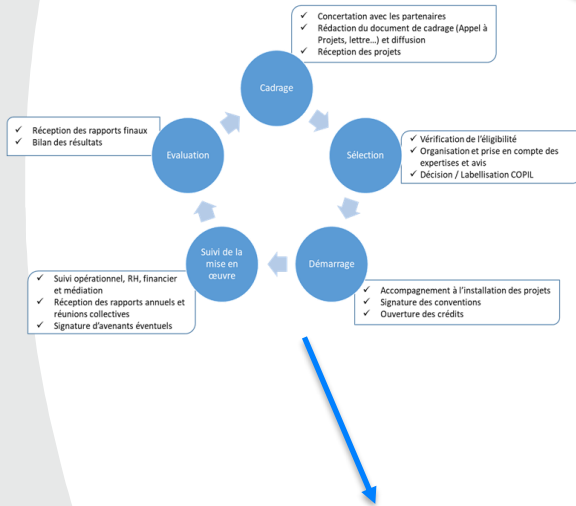 ✓ Concertation avec les partenaires
✓ Rédaction du document de cadrage (Appel à
Projets, lettre...) et diffusion
✓ Réception des projets
Cadrage
✓ Réception des rapports finaux
✓ Bilan des résultats
Evaluation
Sélection
✓ Vérification de l'éligibilité
✓ Organisation et prise en compte des
expertises et avis
✓ Décision / Labellisation COPIL
Suivi de la
mise en
œuvre
Démarrage
✓ Suivi opérationnel, RH, financier
et médiation
✓ Réception des rapports annuels et
réunions collectives
✓ Signature d'avenants éventuels
✓ Accompagnement à l'installation des projets
✓ Signature des conventions
✓ Ouverture des crédits